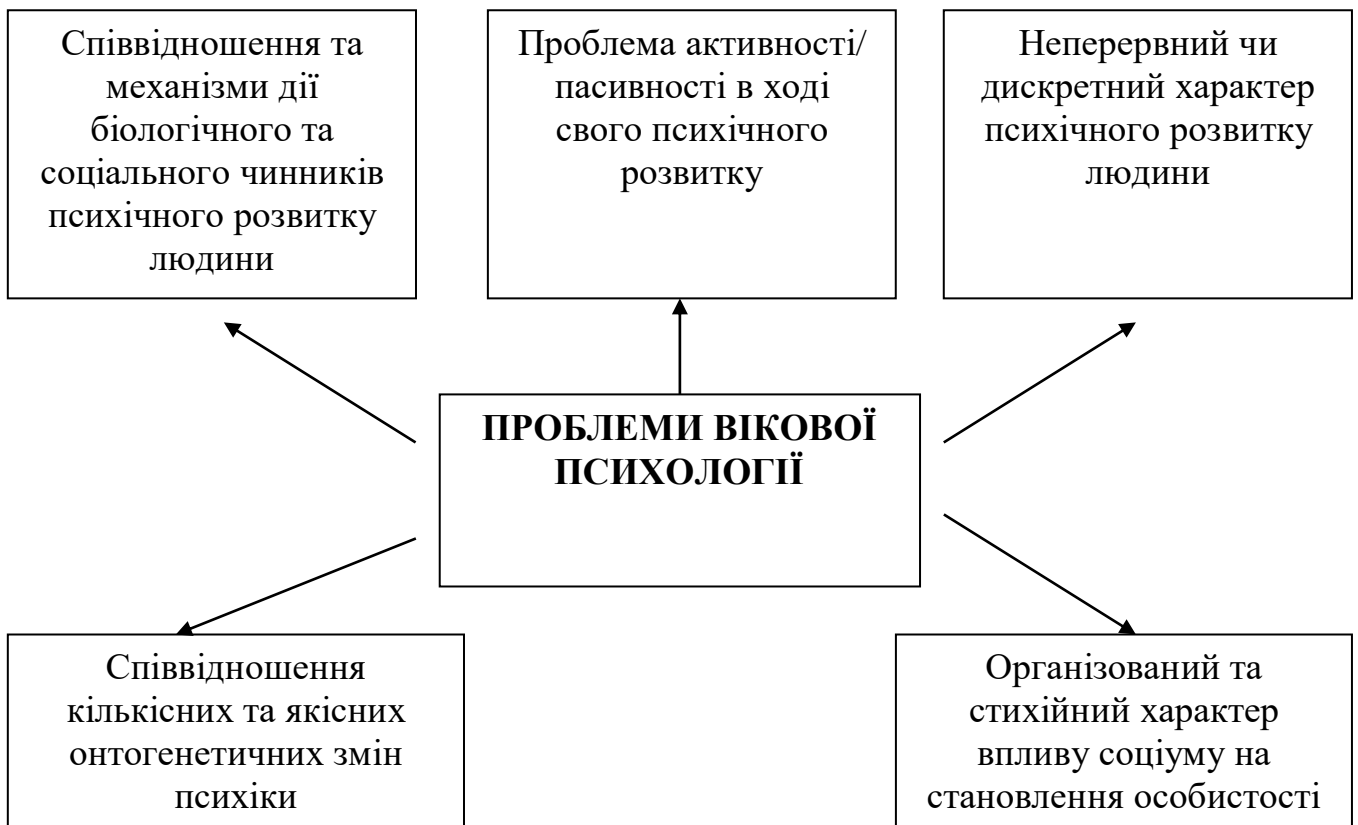 Співвідношення та
механізми дії
біологічного та
соціального чинників
психічного розвитку
людини
Проблема активності/
пасивності в ході
свого психічного
розвитку
Неперервний чи
дискретний характер
психічного розвитку
людини
ПРОБЛЕМИ ВІКОВОЇ
ПСИХОЛОГІЇ
Співвідношення
кількісних та якісних
онтогенетичних змін
психіки
Організований та
стихійний характер
впливу соціуму на
становлення особистості